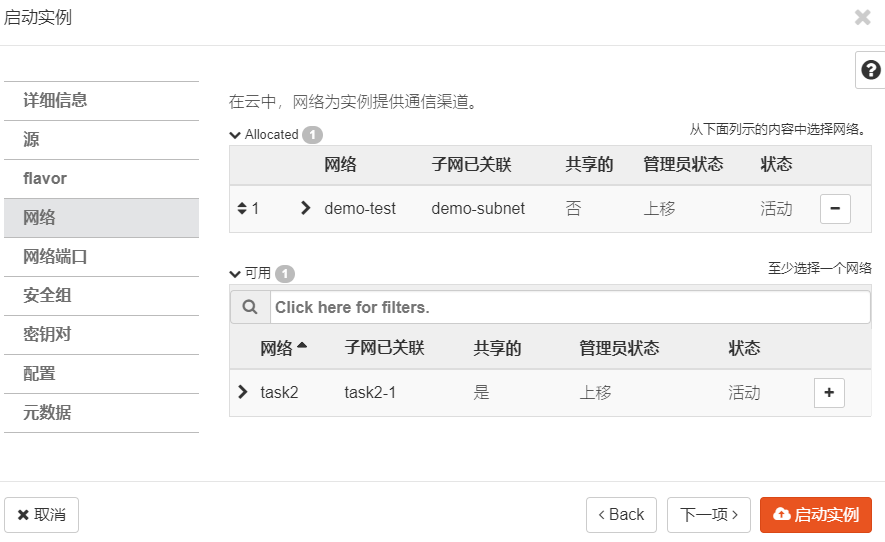 启动实例
详细信息
源
flavor
网络
网络端口
安全组
密钥对
配置
元数据
在云中，网络为实例提供通信渠道。
Allocated 1 从下面列示的内容中选择网络。
网络 子网已关联 共享的 管理员状态 状态
1 demo-test demo-subnet 否 上移 活动
可用 1 至少选择一个网络
Click here for filters.
网络 子网已关联 共享的 管理员状态 状态
task2 task2-1 是 上移 活动
取消 < Back 下一项 > 启动实例